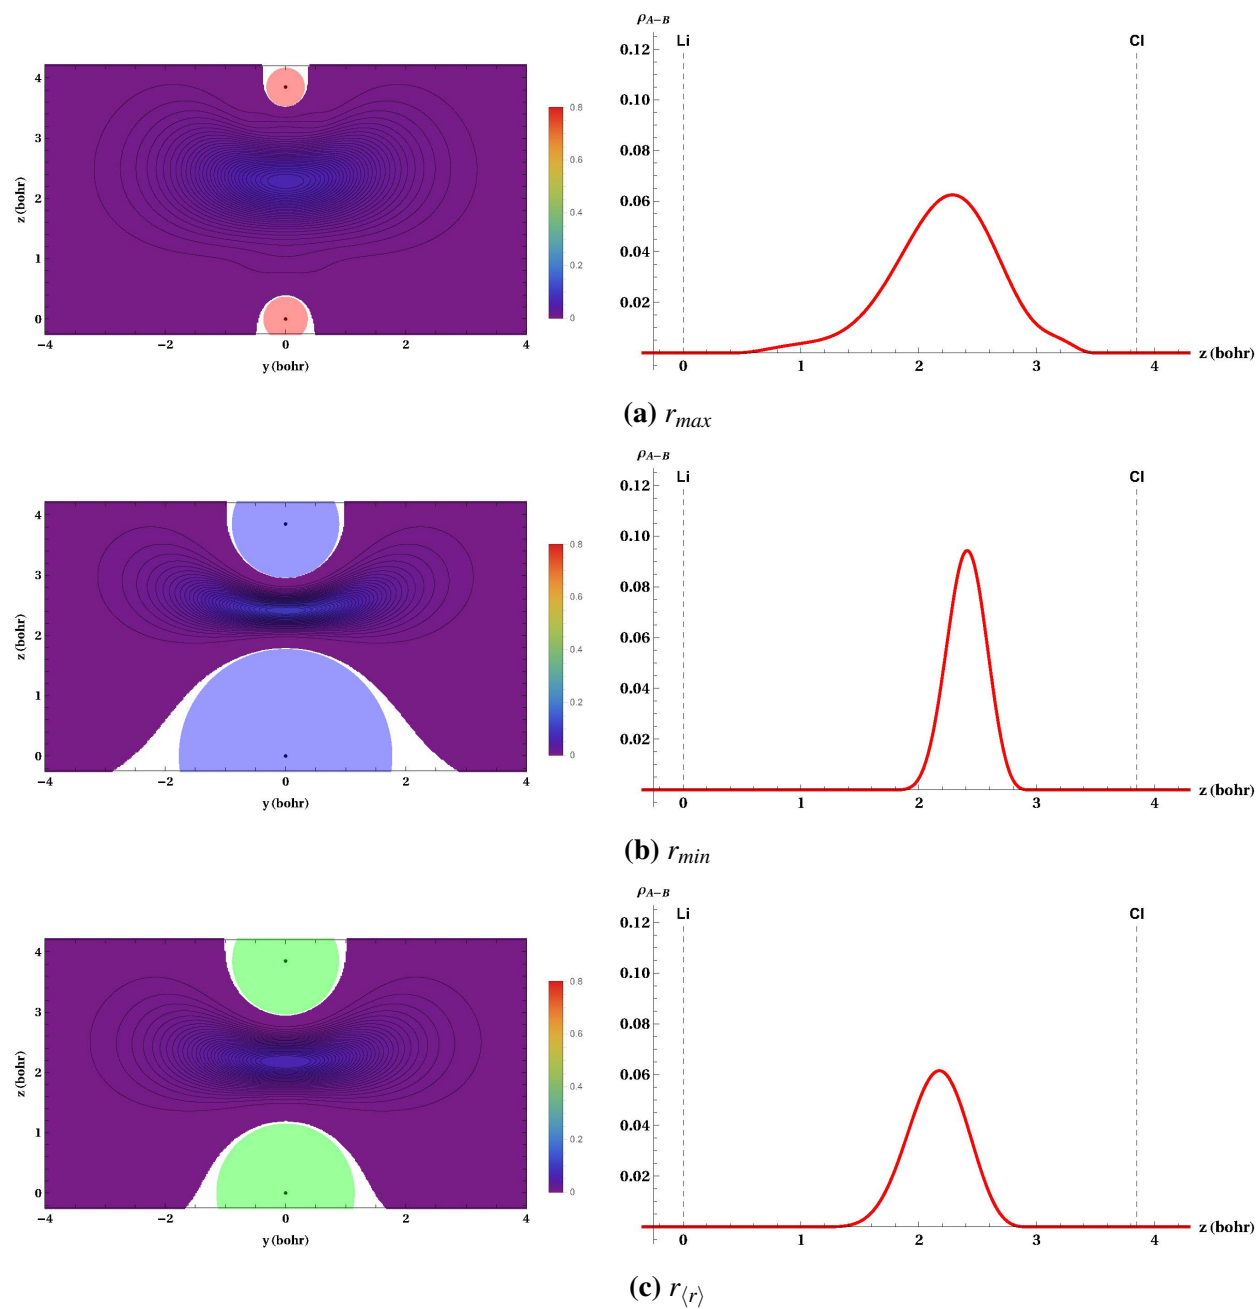 ρA−B
Li
Cl
0.12
0.10
0.08
0.06
0.04
0.02
0 1 2 3 4
z (bohr)
4
3
2
1
0
z (bohr)
−4 −2 0 2 4
y (bohr)
0.8
0.6
0.4
0.2
0
(a) rmax
ρA−B
Li
Cl
0.12
0.10
0.08
0.06
0.04
0.02
0 1 2 3 4
z (bohr)
4
3
2
1
0
z (bohr)
−4 −2 0 2 4
y (bohr)
0.8
0.6
0.4
0.2
0
(b) rmin
ρA−B
Li
Cl
0.12
0.10
0.08
0.06
0.04
0.02
0 1 2 3 4
z (bohr)
4
3
2
1
0
z (bohr)
−4 −2 0 2 4
y (bohr)
0.8
0.6
0.4
0.2
0
(c) r⟨r⟩